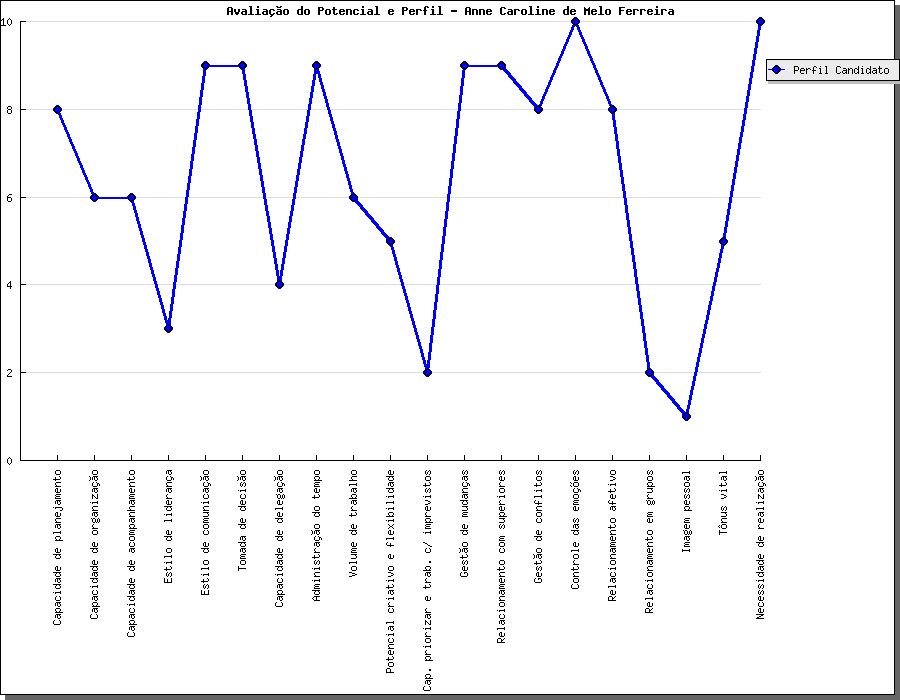 Avaliação do Potencial e Perfil - Anne Caroline de Melo Ferreira
10
8
6
4
2
0
Perfil Candidato
Capacidade de planejamento
Capacidade de organização
Capacidade de acompanhamento
Estilo de liderança
Estilo de comunicação
Tomada de decisão
Capacidade de delegação
Administração do tempo
Volume de trabalho
Potencial criativo e flexibilidade
Cap. priorizar e trab. c/ imprevistos
Gestão de mudanças
Relacionamento com superiores
Gestão de conflitos
Controle das emoções
Relacionamento afetivo
Relacionamento em grupos
Imagem pessoal
Tônus vital
Necessidade de realização